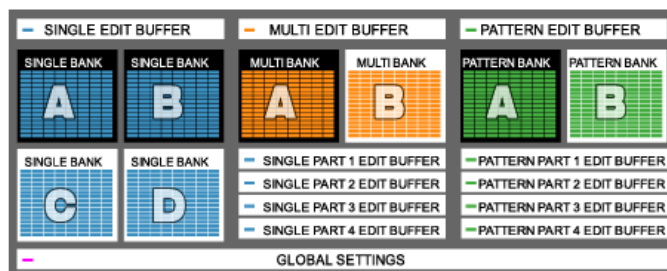 SINGLE EDIT BUFFER
MULTI EDIT BUFFER
PATTERN EDIT BUFFER
SINGLE BANK
SINGLE BANK
MULTI BANK
MULTI BANK
PATTERN BANK
PATTERN BANK
A
B
A
B
A
B
SINGLE BANK
SINGLE BANK
C
D
SINGLE PART 1 EDIT BUFFER
SINGLE PART 2 EDIT BUFFER
SINGLE PART 3 EDIT BUFFER
SINGLE PART 4 EDIT BUFFER
PATTERN PART 1 EDIT BUFFER
PATTERN PART 2 EDIT BUFFER
PATTERN PART 3 EDIT BUFFER
PATTERN PART 4 EDIT BUFFER
GLOBAL SETTINGS